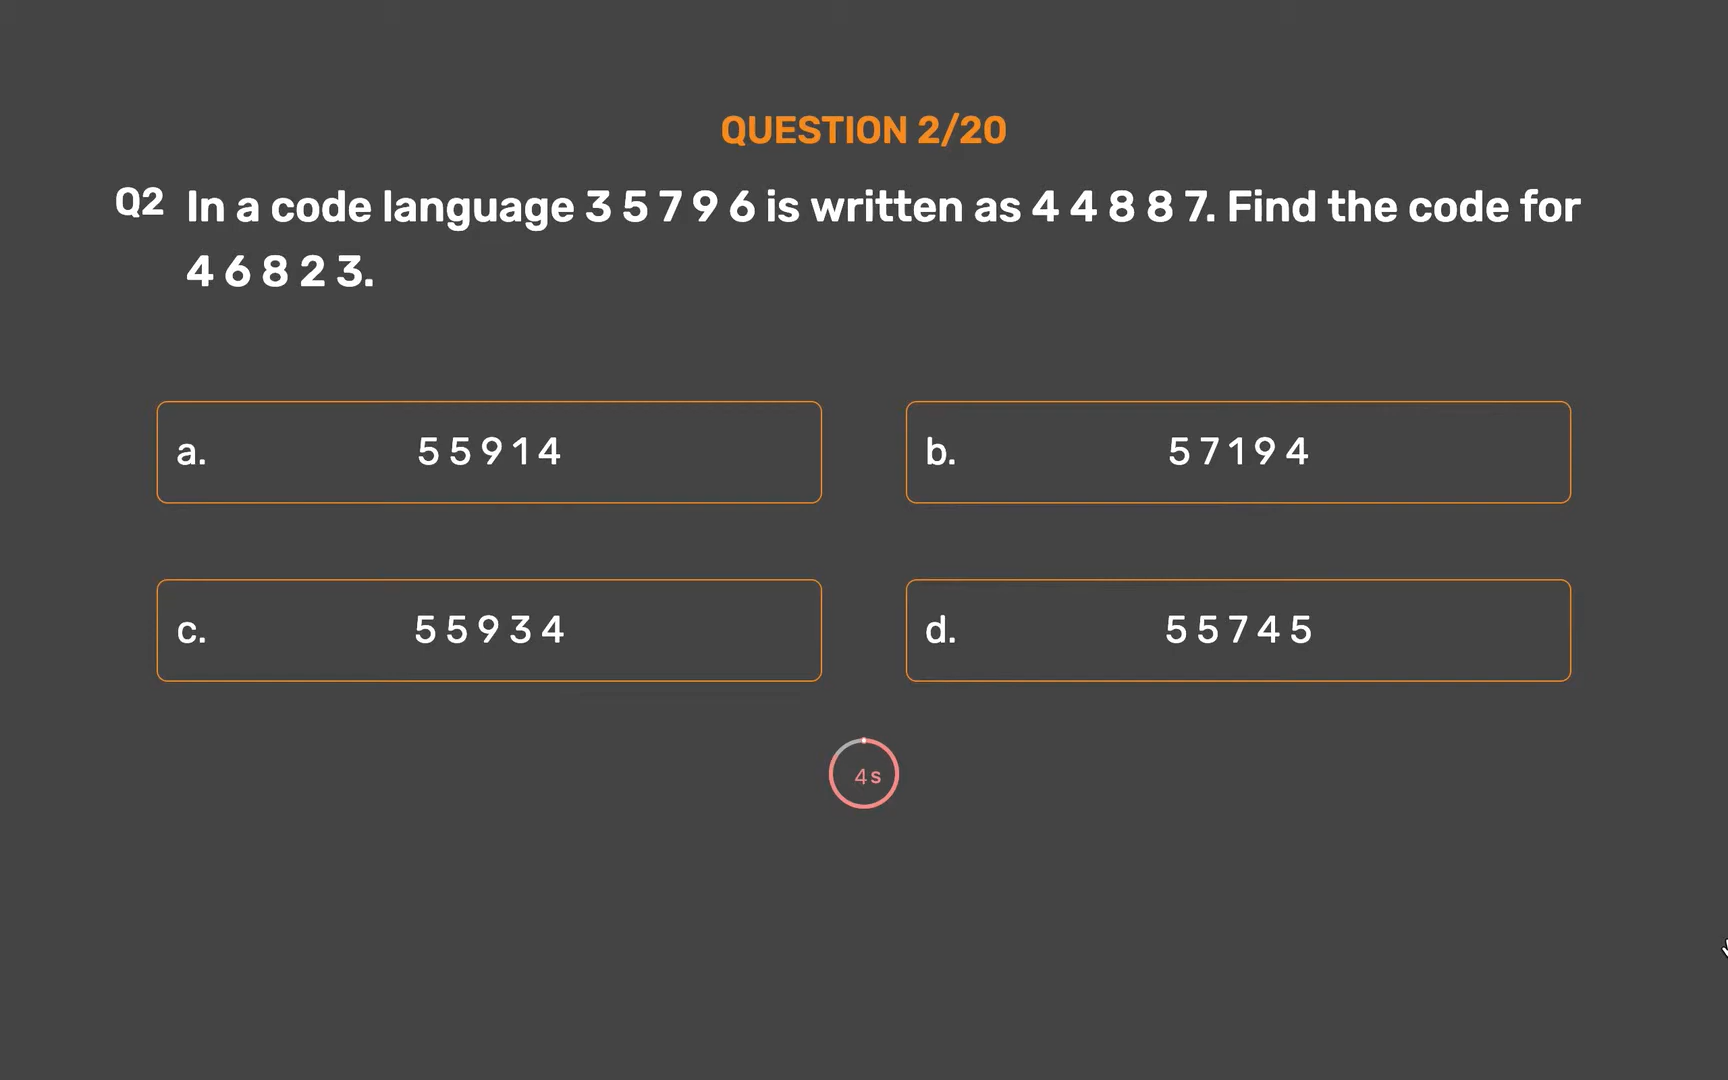 QUESTION 2/20
Q2 In a code language 3 5 7 9 6 is written as 4 4 8 8 7. Find the code for
4 6 8 2 3.
a. 5 5 9 1 4
b. 5 7 1 9 4
c. 5 5 9 3 4
d. 5 5 7 4 5
4s